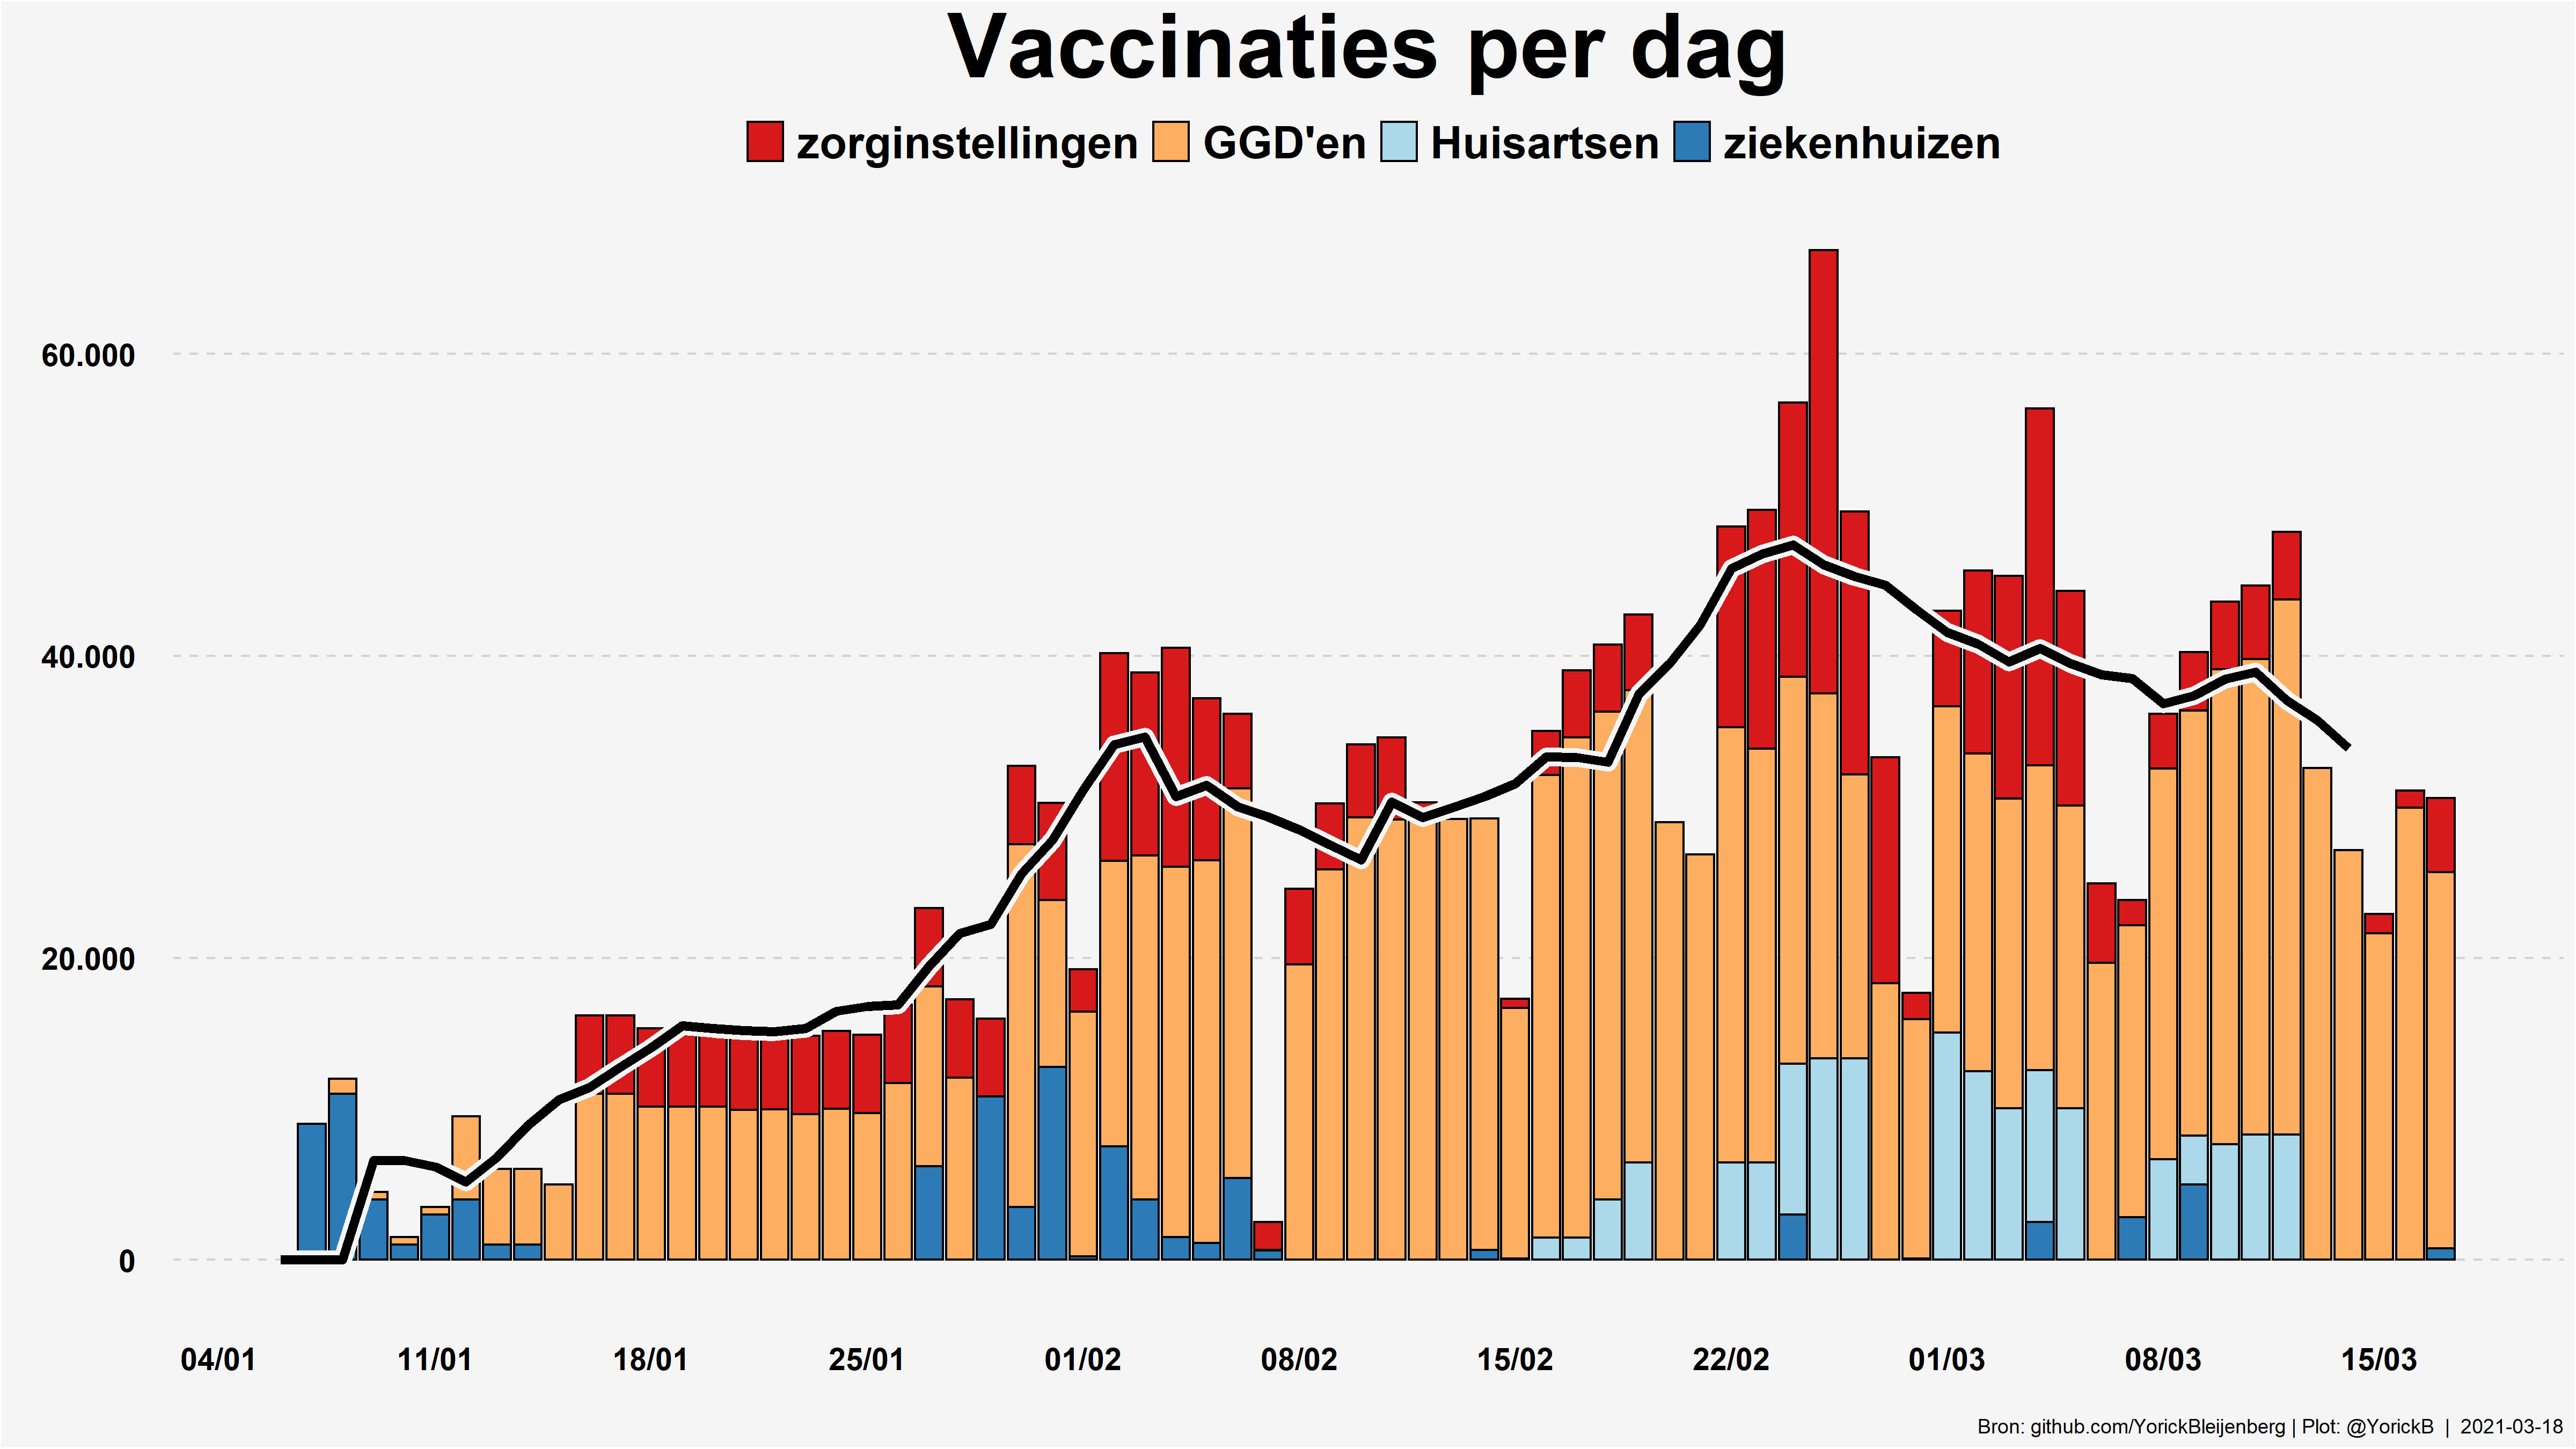 Vaccinaties per dag
zorginstellingen GGD'en Huisartsen ziekenhuizen
60.000
40.000
20.000
0
04/01 11/01 18/01 25/01 01/02 08/02 15/02 22/02 01/03 08/03 15/03
Bron: github.com/YorickBleijenberg | Plot: @YorickB | 2021-03-18